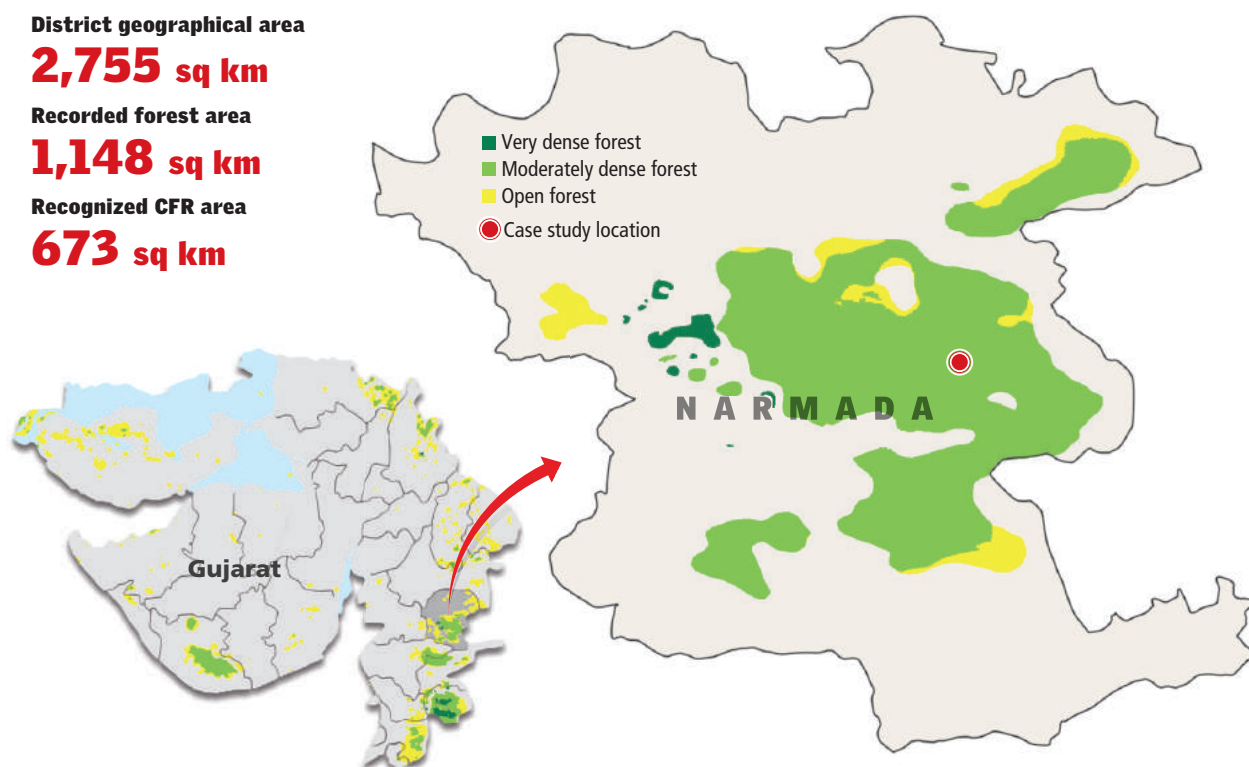 District geographical area
2,755 sq km
Recorded forest area
1,148 sq km
Recognized CFR area
673 sq km
Very dense forest
Moderately dense forest
Open forest
Case study location
NARMADA
Gujarat